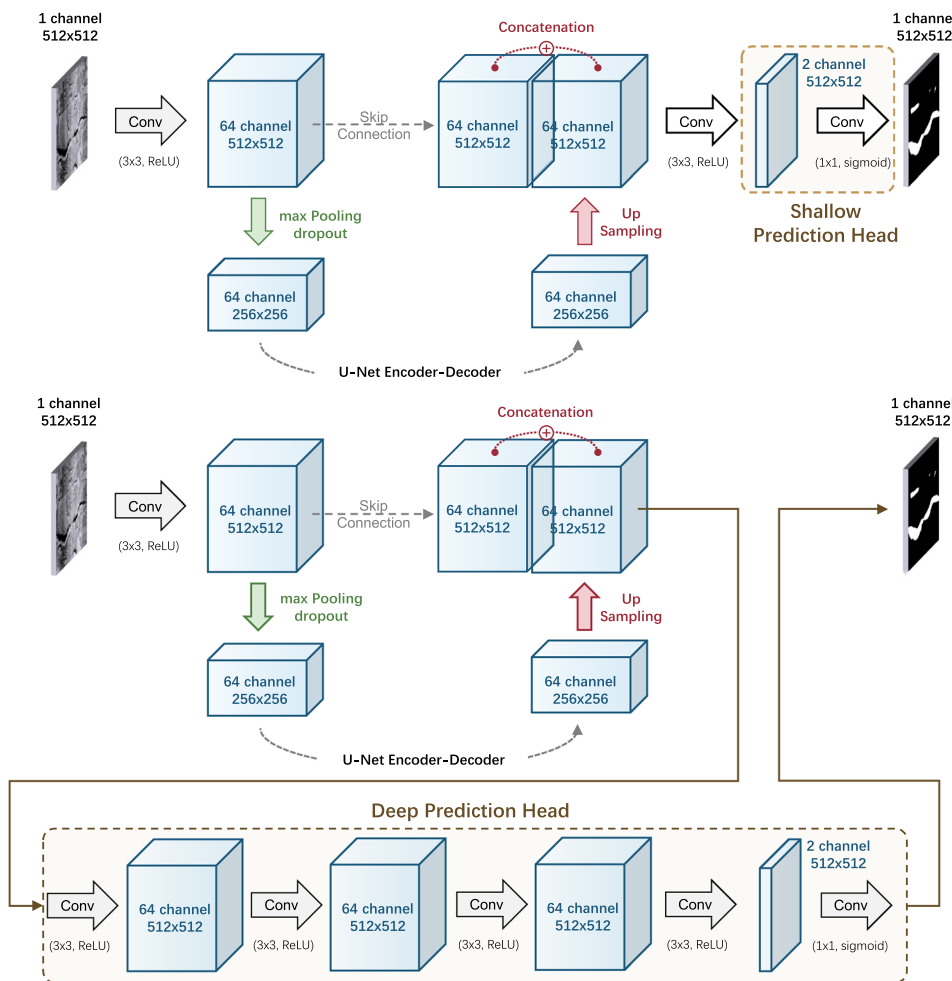 1 channel
512x512
Conv
(3x3, ReLU)
64 channel
512x512
Skip
Connection
Concatenation
64 channel
512x512
64 channel
512x512
Conv
(3x3, ReLU)
2 channel
512x512
Conv
(1x1, sigmoid)
1 channel
512x512
Shallow
Prediction Head
max Pooling
dropout
Up
Sampling
64 channel
256x256
64 channel
256x256
U-Net Encoder-Decoder
1 channel
512x512
Conv
(3x3, ReLU)
64 channel
512x512
Skip
Connection
Concatenation
64 channel
512x512
64 channel
512x512
1 channel
512x512
max Pooling
dropout
Up
Sampling
64 channel
256x256
64 channel
256x256
U-Net Encoder-Decoder
Deep Prediction Head
Conv
(3x3, ReLU)
64 channel
512x512
Conv
(3x3, ReLU)
64 channel
512x512
Conv
(3x3, ReLU)
64 channel
512x512
Conv
(3x3, ReLU)
2 channel
512x512
Conv
(1x1, sigmoid)